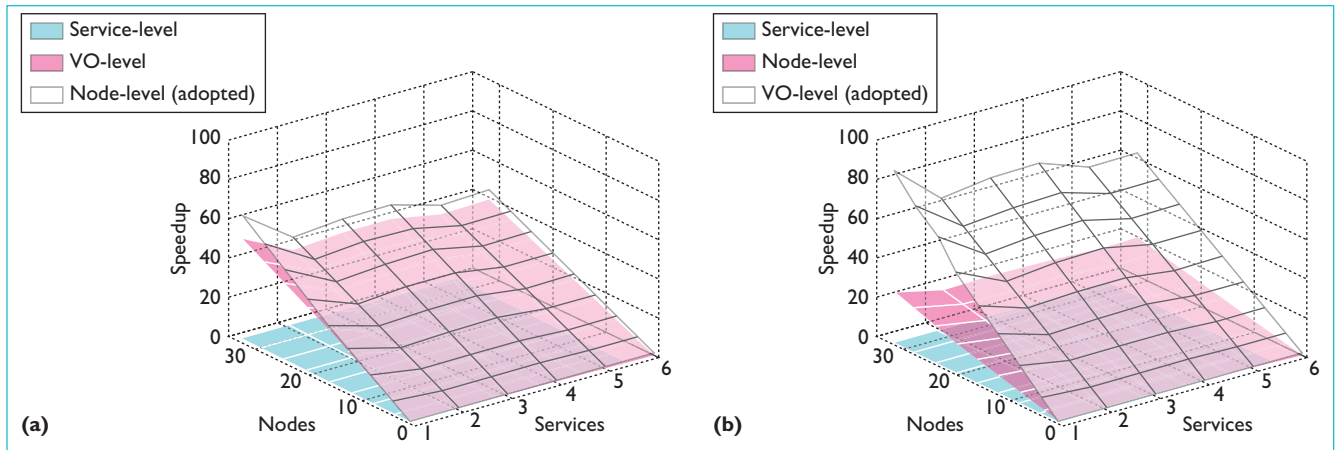 Service-level
VO-level
Node-level (adopted)
100
80
60
40
20
0
Speedup
30
20
10
0
Nodes
1
2
3
4
5
6
Services
(a)
Service-level
Node-level
VO-level (adopted)
100
80
60
40
20
0
Speedup
30
20
10
0
Nodes
1
2
3
4
5
6
Services
(b)